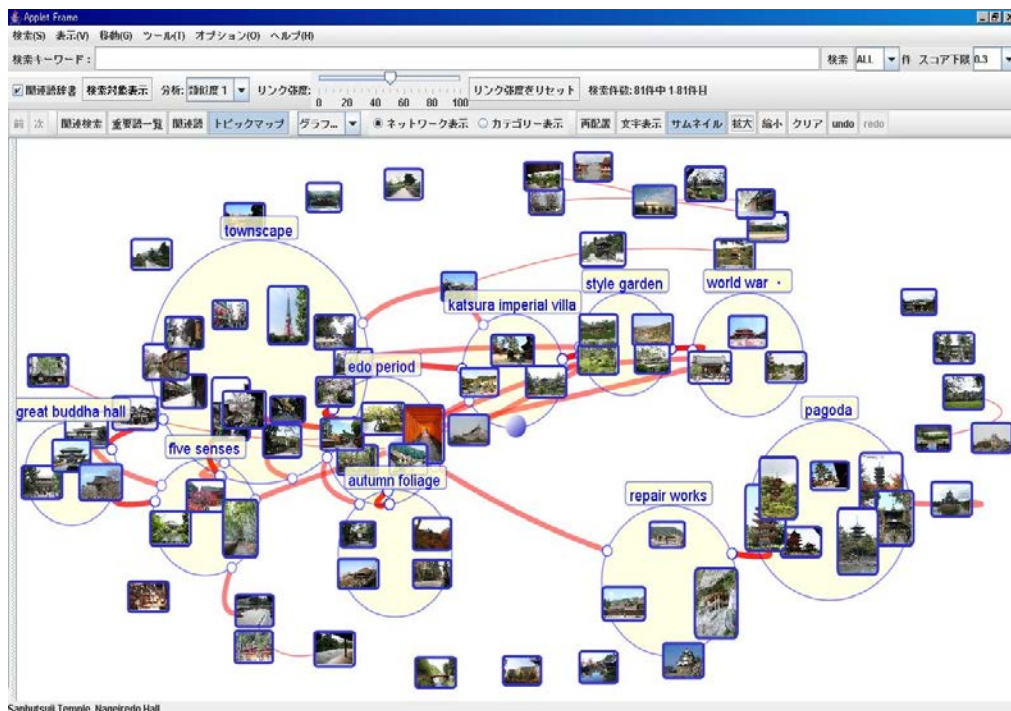 Applet Frame
検索(S) 表示(V) 移動(G) ツール(T) オプション(O) ヘルプ(H)
検索キーワード: 検索 ALL 件 スコア下限 0.3
関連語辞書 検索対象表示 分析: 類似度 1 リンク強度: 0 20 40 60 80 100 リンク強度をリセット 検索件数: 81件中 1-81件目
前 次 関連検索 重要語一覧 関連語 トピックマップ グラフ... ネットワーク表示 カテゴリー表示 再配置 文字表示 サムネイル 拡大 縮小 クリア undo redo
townscape
style garden
world war ・
katsura imperial villa
edo period
great buddha hall
pagoda
five senses
autumn foliage
repair works
Sanbutsuji Temple, Nageiredo Hall